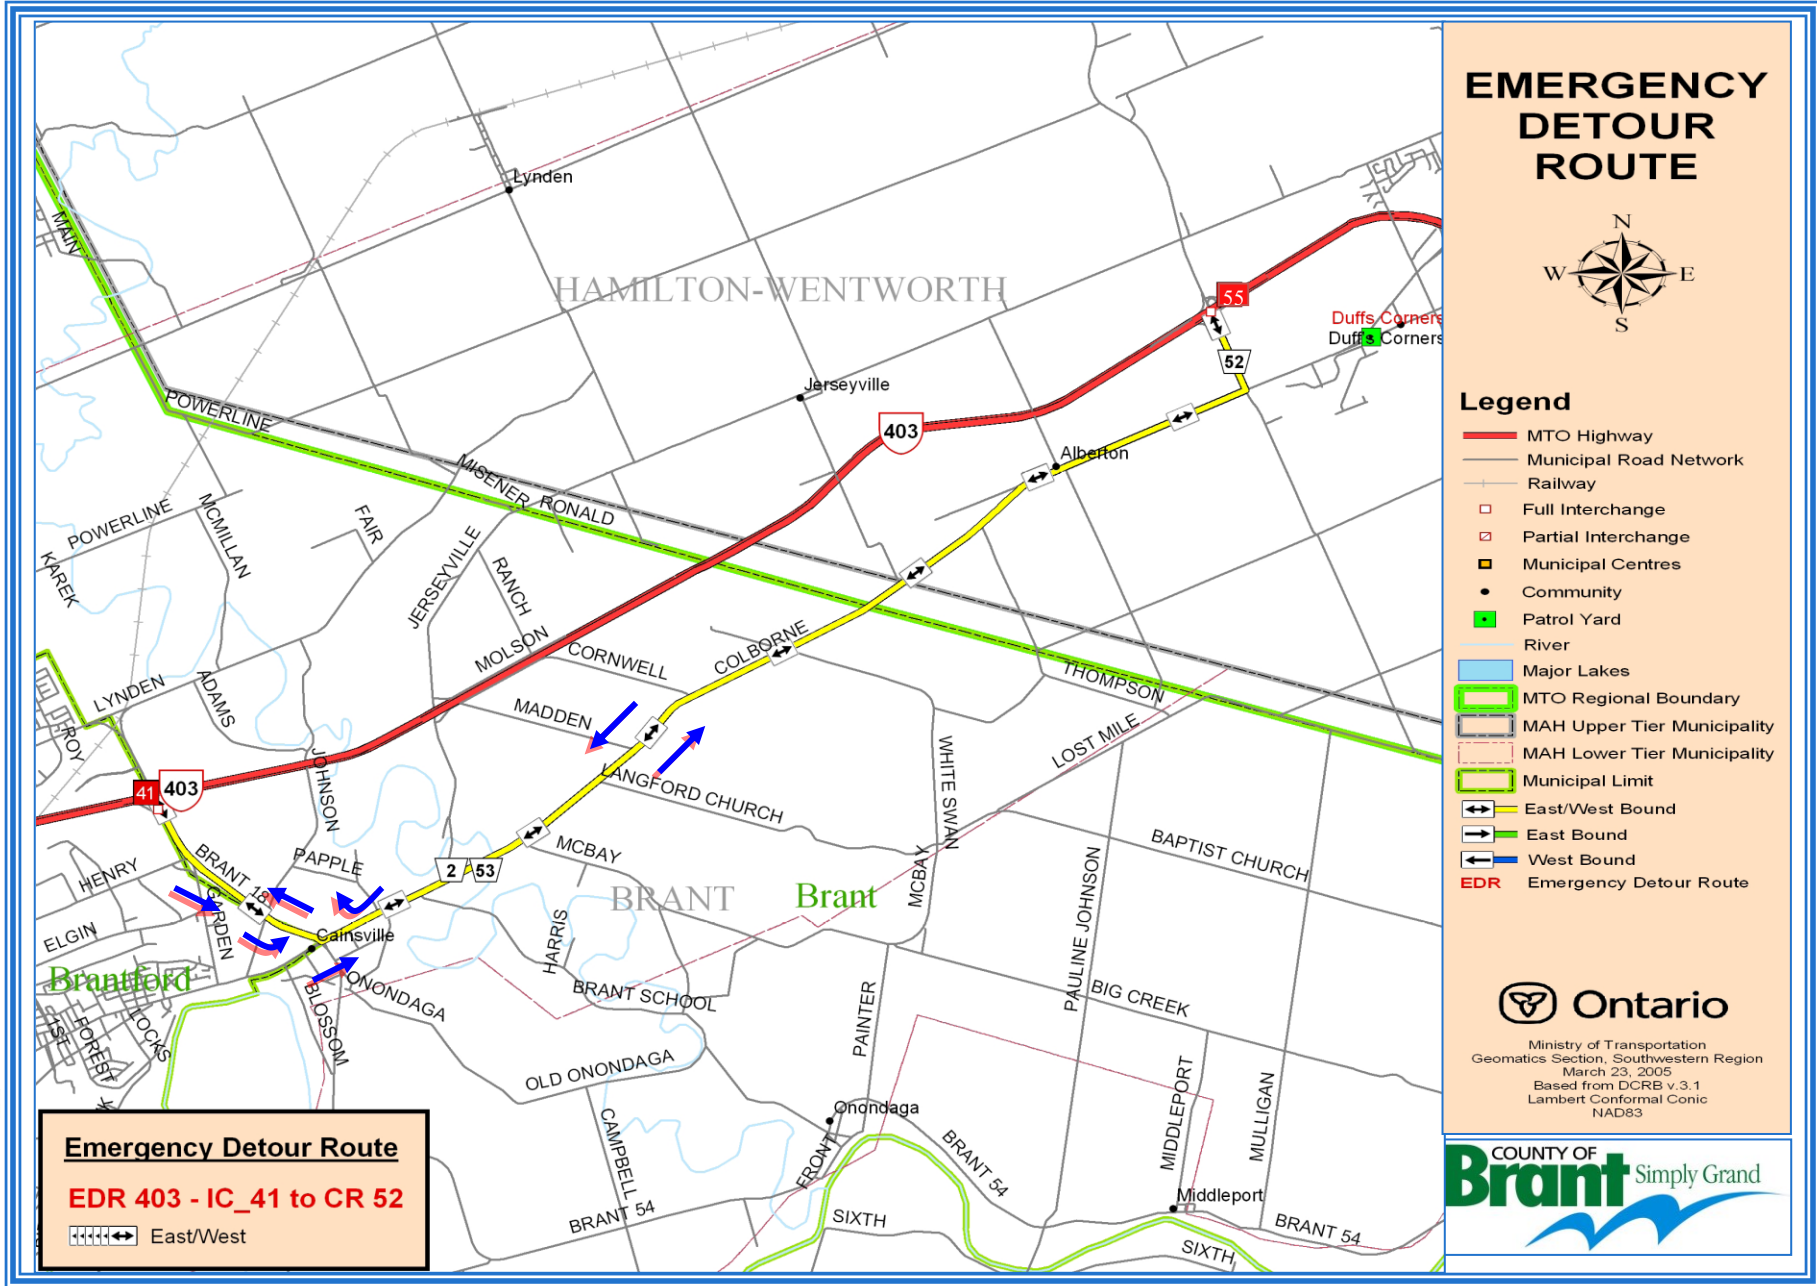 EMERGENCY
DETOUR
ROUTE
N
W
E
S
Legend
MTO Highway
Municipal Road Network
Railway
Full Interchange
Partial Interchange
Municipal Centres
Community
Patrol Yard
River
Major Lakes
MTO Regional Boundary
MAH Upper Tier Municipality
MAH Lower Tier Municipality
Municipal Limit
East/West Bound
East Bound
West Bound
EDR Emergency Detour Route
Ontario
Ministry of Transportation
Geomatics Section, Southwestern Region
March 23, 2005
Based from DCRB v.3.1
Lambert Conformal Conic
NAD83
COUNTY OF
Brant Simply Grand
Lynden
MAIN
HAMILTON-WENTWORTH
55
Duffs Corners
Duffs Corners
52
Jerseyville
403
POWERLINE
Alberton
MISENER
RONALD
POWERLINE
MCMILLAN
FAIR
KAREK
JERSEYVILLE
RANCH
MOLSON
CORNWELL
COLBORNE
THOMPSON
LYNDEN
ADAMS
MADDEN
ROY
LOST MILE
WHITE SWAN
JOHNSON
41
403
LANGFORD CHURCH
MCBAY
BAPTIST CHURCH
HENRY
BRANT 18
PAPPLE
2
53
MCBAY
BRANT
Brant
PAULINE JOHNSON
GARDEN
ELGIN
Cainsville
HARRIS
Brantford
ONONDAGA
BRANT SCHOOL
BIG CREEK
1ST
FOREST
LOCKS
BLOSSOM
PAINTER
OLD ONONDAGA
MIDDLEPORT
MULLIGAN
Onondaga
CAMPBELL
FRONT
BRANT 54
Middleport
BRANT 54
SIXTH
BRANT 54
SIXTH
Emergency Detour Route
EDR 403 - IC_41 to CR 52
East/West